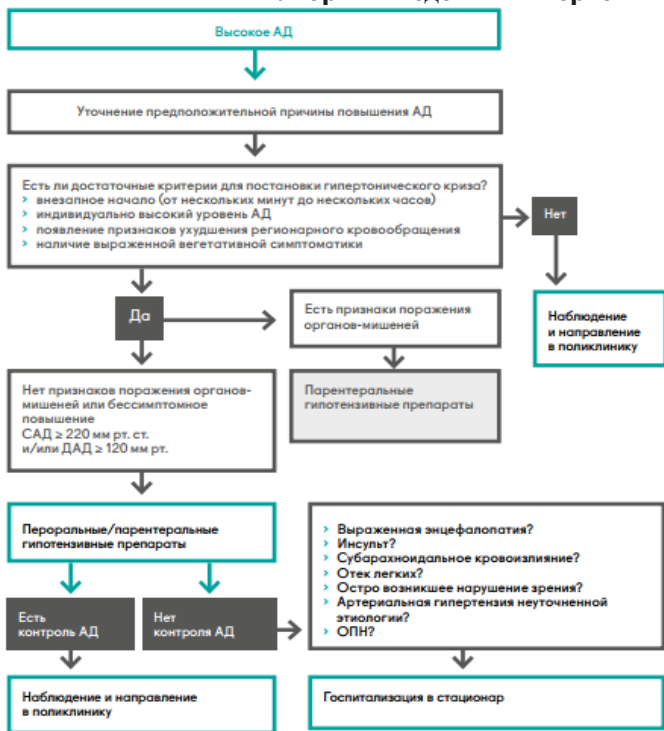 Высокое АД
Уточнение предположительной причины повышения АД
Есть ли достаточные критерии для постановки гипертонического криза?
› внезапное начало (от нескольких минут до нескольких часов)
› индивидуально высокий уровень АД
› появление признаков ухудшения регионарного кровообращения
› наличие выраженной вегетативной симптоматики
Нет
Да
Есть признаки поражения
органов-мишеней
Наблюдение
и направление
в поликлинику
Нет признаков поражения органов-
мишеней или бессимптомное
повышение
САД ≥ 220 мм рт. ст.
и/или ДАД ≥ 120 мм рт.
Парентеральные
гипотензивные препараты
Пероральные/парентеральные
гипотензивные препараты
› Выраженная энцефалопатия?
› Инсульт?
› Субарахноидальное кровоизлияние?
› Отек легких?
› Остро возникшее нарушение зрения?
› Артериальная гипертензия неуточненной
этиологии?
› ОПН?
Есть
контроль АД
Нет
контроля АД
Наблюдение и направление
в поликлинику
Госпитализация в стационар